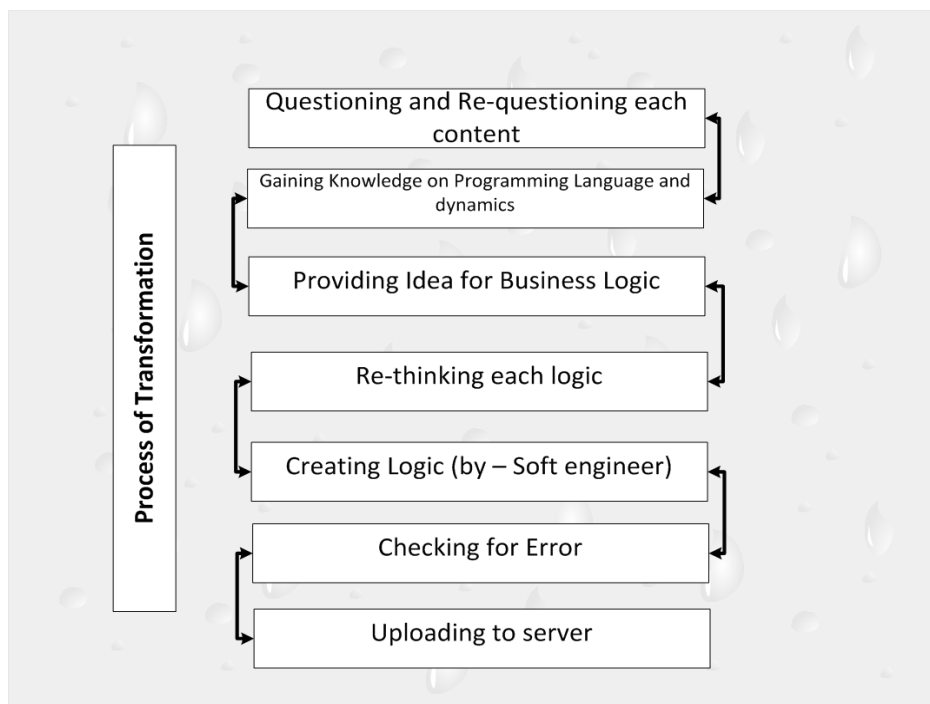 Questioning and Re-questioning each
content
Gaining Knowledge on Programming Language and
dynamics
Providing Idea for Business Logic
Re-thinking each logic
Creating Logic (by – Soft engineer)
Checking for Error
Uploading to server
Process of Transformation